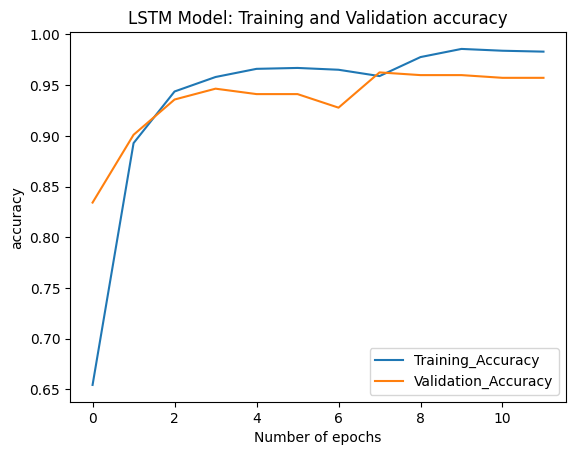 LSTM Model: Training and Validation accuracy
1.00
0.95
0.90
0.85
0.80
0.75
0.70
0.65
accuracy
Training_Accuracy
Validation_Accuracy
0 2 4 6 8 10
Number of epochs